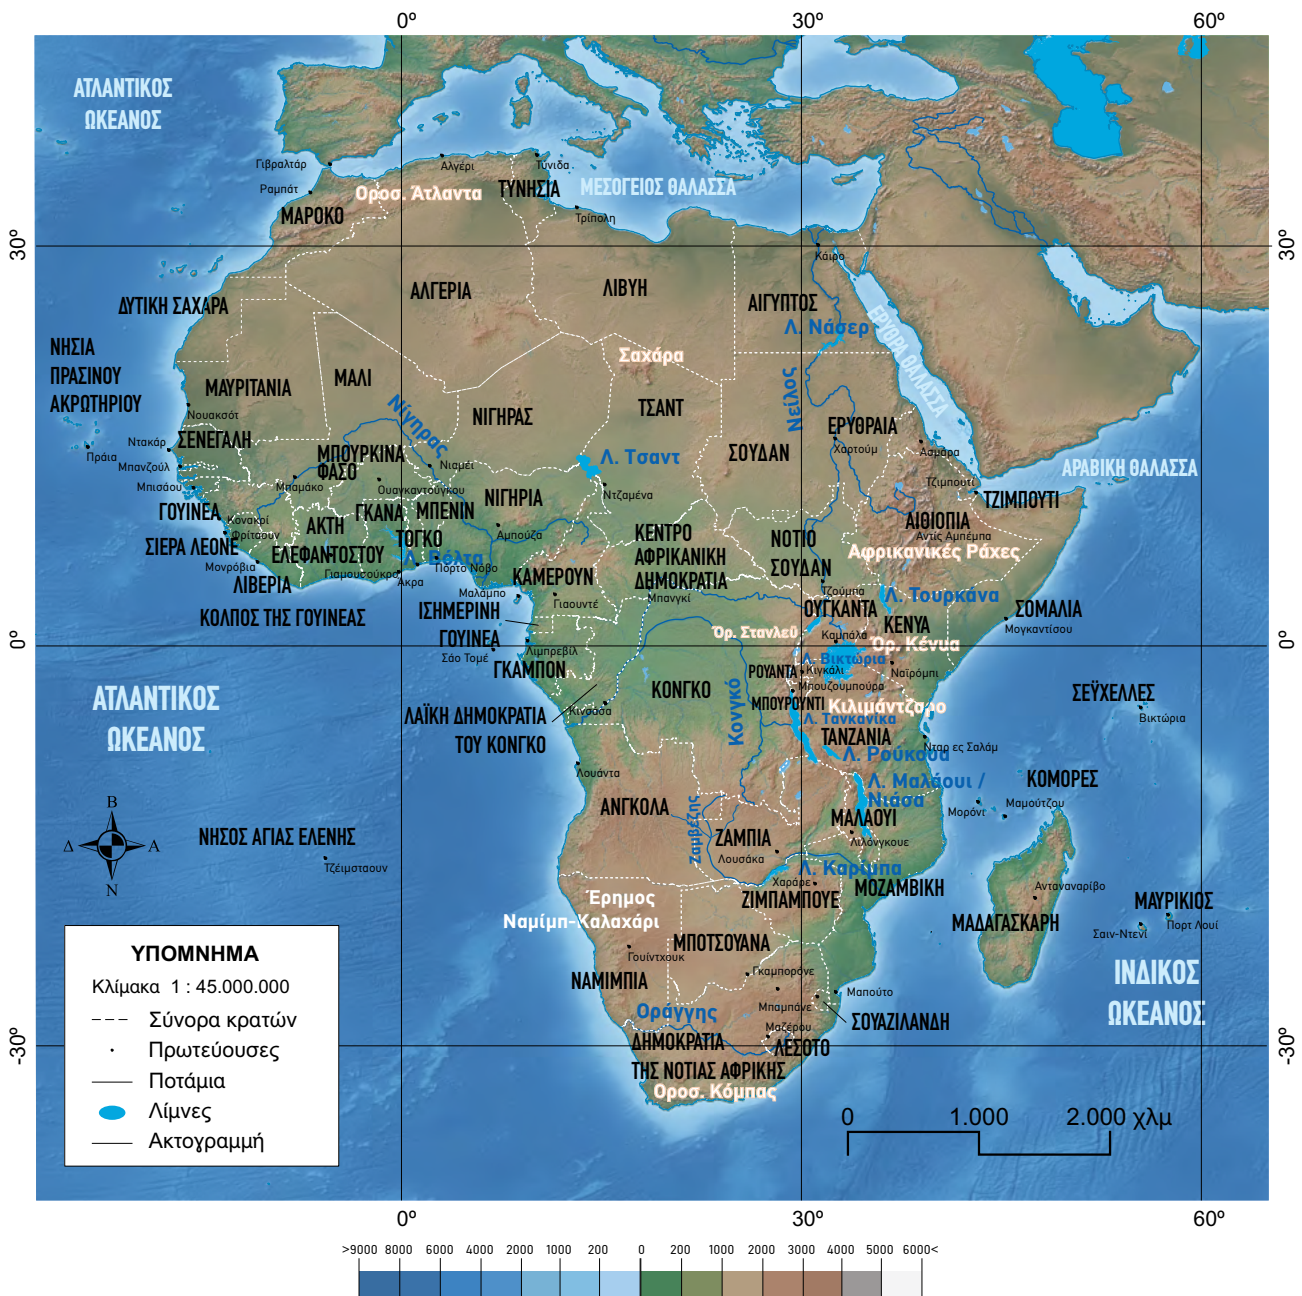 0º 30º 60º
ΑΤΛΑΝΤΙΚΟΣ
ΩΚΕΑΝΟΣ
Γιβραλτάρ
Αλγέρι
Τύνιδα
Ραμπάτ
Οροσ. Άτλαντα
ΤΥΝΗΣΙΑ
ΜΕΣΟΓΕΙΟΣ ΘΑΛΑΣΣΑ
ΜΑΡΟΚΟ
Τρίπολη
30º
30º
Κάιρο
ΑΛΓΕΡΙΑ
ΛΙΒΥΗ
ΑΙΓΥΠΤΟΣ
ΔΥΤΙΚΗ ΣΑΧΑΡΑ
Λ. Νάσερ
ΕΡΥΘΡΑ ΘΑΛΑΣΣΑ
ΝΗΣΙΑ
ΠΡΑΣΙΝΟΥ
ΑΚΡΩΤΗΡΙΟΥ
Σαχάρα
ΜΑΥΡΙΤΑΝΙΑ
ΜΑΛΙ
Νείλος
Νουακσότ
Νίγηρας
ΝΙΓΗΡΑΣ
ΤΣΑΝΤ
ΕΡΥΘΡΑΙΑ
Ντακάρ
ΣΕΝΕΓΑΛΗ
Χαρτούμ
Ασμάρα
Πράια
Μπανζούλ
ΜΠΟΥΡΚΙΝΑ
ΦΑΣΟ
Νιαμέι
Λ. Τσαντ
ΣΟΥΔΑΝ
ΑΡΑΒΙΚΗ ΘΑΛΑΣΣΑ
Μπισάου
Μπαμάκο
Ουαγκαντούγκου
Ντζαμένα
Τζιμπουτί
ΤΖΙΜΠΟΥΤΙ
ΓΟΥΙΝΕΑ
ΓΚΑΝΑ
ΜΠΕΝΙΝ
ΝΙΓΗΡΙΑ
Κονακρί
Φρίταουν
ΑΚΤΗ
ΕΛΕΦΑΝΤΟΣΤΟΥ
ΤΟΓΚΟ
Αμπούζα
ΚΕΝΤΡΟ
ΑΦΡΙΚΑΝΙΚΗ
ΔΗΜΟΚΡΑΤΙΑ
ΝΟΤΙΟ
ΣΟΥΔΑΝ
ΑΙΘΙΟΠΙΑ
Αντίς Αμπέμπα
ΣΙΕΡΑ ΛΕΟΝΕ
Αφρικανικές Ράχες
Μονρόβια
Λ. Βόλτα
Πόρτο Νόβο
Γιαμουσούκρο
Άκρα
ΛΙΒΕΡΙΑ
ΚΑΜΕΡΟΥΝ
Τζούμπα
Μαλάμπο
Γιαουντέ
Μπανγκί
Λ. Τουρκάνα
ΚΟΛΠΟΣ ΤΗΣ ΓΟΥΙΝΕΑΣ
ΙΣΗΜΕΡΙΝΗ
ΓΟΥΙΝΕΑ
ΟΥΓΚΑΝΤΑ
ΚΕΝΥΑ
ΣΟΜΑΛΙΑ
Μογκαντίσου
Όρ. Στανλεΰ
Καμπάλα
Όρ. Κένυα
0º
0º
Λιμπρεβίλ
Σάο Τομέ
ΓΚΑΜΠΟΝ
Λ. Βικτώρια
ΡΟΥΑΝΤΑ
Κιγκάλι
Ναϊρόμπι
ΚΟΝΓΚΟ
Κονγκό
Μπουζουμπούρα
ΜΠΟΥΡΟΥΝΤΙ
Κιλιμάντζαρο
ΣΕΫΧΕΛΛΕΣ
Βικτώρια
ΑΤΛΑΝΤΙΚΟΣ
ΩΚΕΑΝΟΣ
Κινσάσα
ΛΑΪΚΗ ΔΗΜΟΚΡΑΤΙΑ
ΤΟΥ ΚΟΝΓΚΟ
Λ. Τανκανίκα
ΤΑΝΖΑΝΙΑ
Νταρ ες Σαλάμ
Λ. Ρούκουα
Λουάντα
Λ. Μαλάουι /
Νιάσα
ΚΟΜΟΡΕΣ
ΑΝΓΚΟΛΑ
Ζαμβέζης
Μορόνι
Μαμούτζου
ΜΑΛΑΟΥΙ
Β
Δ Α
Ν
ΝΗΣΟΣ ΑΓΙΑΣ ΕΛΕΝΗΣ
Τζέιμσταουν
ΖΑΜΠΙΑ
Λουσάκα
Λιλόνγκουε
Λ. Καρίμπα
Χαράρε
ΖΙΜΠΑΜΠΟΥΕ
ΜΟΖΑΜΒΙΚΗ
Έρημος
Ναμίμπ-Καλαχάρι
Αντανανarίβο
ΜΑΔΑΓΑΣΚΑΡΗ
ΜΑΥΡΙΚΙΟΣ
Πορτ Λουί
Σαιν-Ντενί
ΜΠΟΤΣΟΥΑΝΑ
Γουίντχουκ
Γκαμπορόνε
ΝΑΜΙΜΠΙΑ
ΙΝΔΙΚΟΣ
ΩΚΕΑΝΟΣ
Μαπούτο
Μπαμπάνε
Οράγγης
ΣΟΥΑΖΙΛΑΝΔΗ
Μαζέρου
ΛΕΣΟΤΟ
-30º
-30º
ΔΗΜΟΚΡΑΤΙΑ
ΤΗΣ ΝΟΤΙΑΣ ΑΦΡΙΚΗΣ
Οροσ. Κόμπας
ΥΠΟΜΝΗΜΑ
Κλίμακα 1 : 45.000.000
Σύνορα κρατών
Πρωτεύουσες
Ποτάμια
Λίμνες
Ακτογραμμή
0 1.000 2.000 χλμ
0º 30º 60º
>9000 8000 6000 4000 2000 1000 200 0 200 1000 2000 3000 4000 5000 6000<